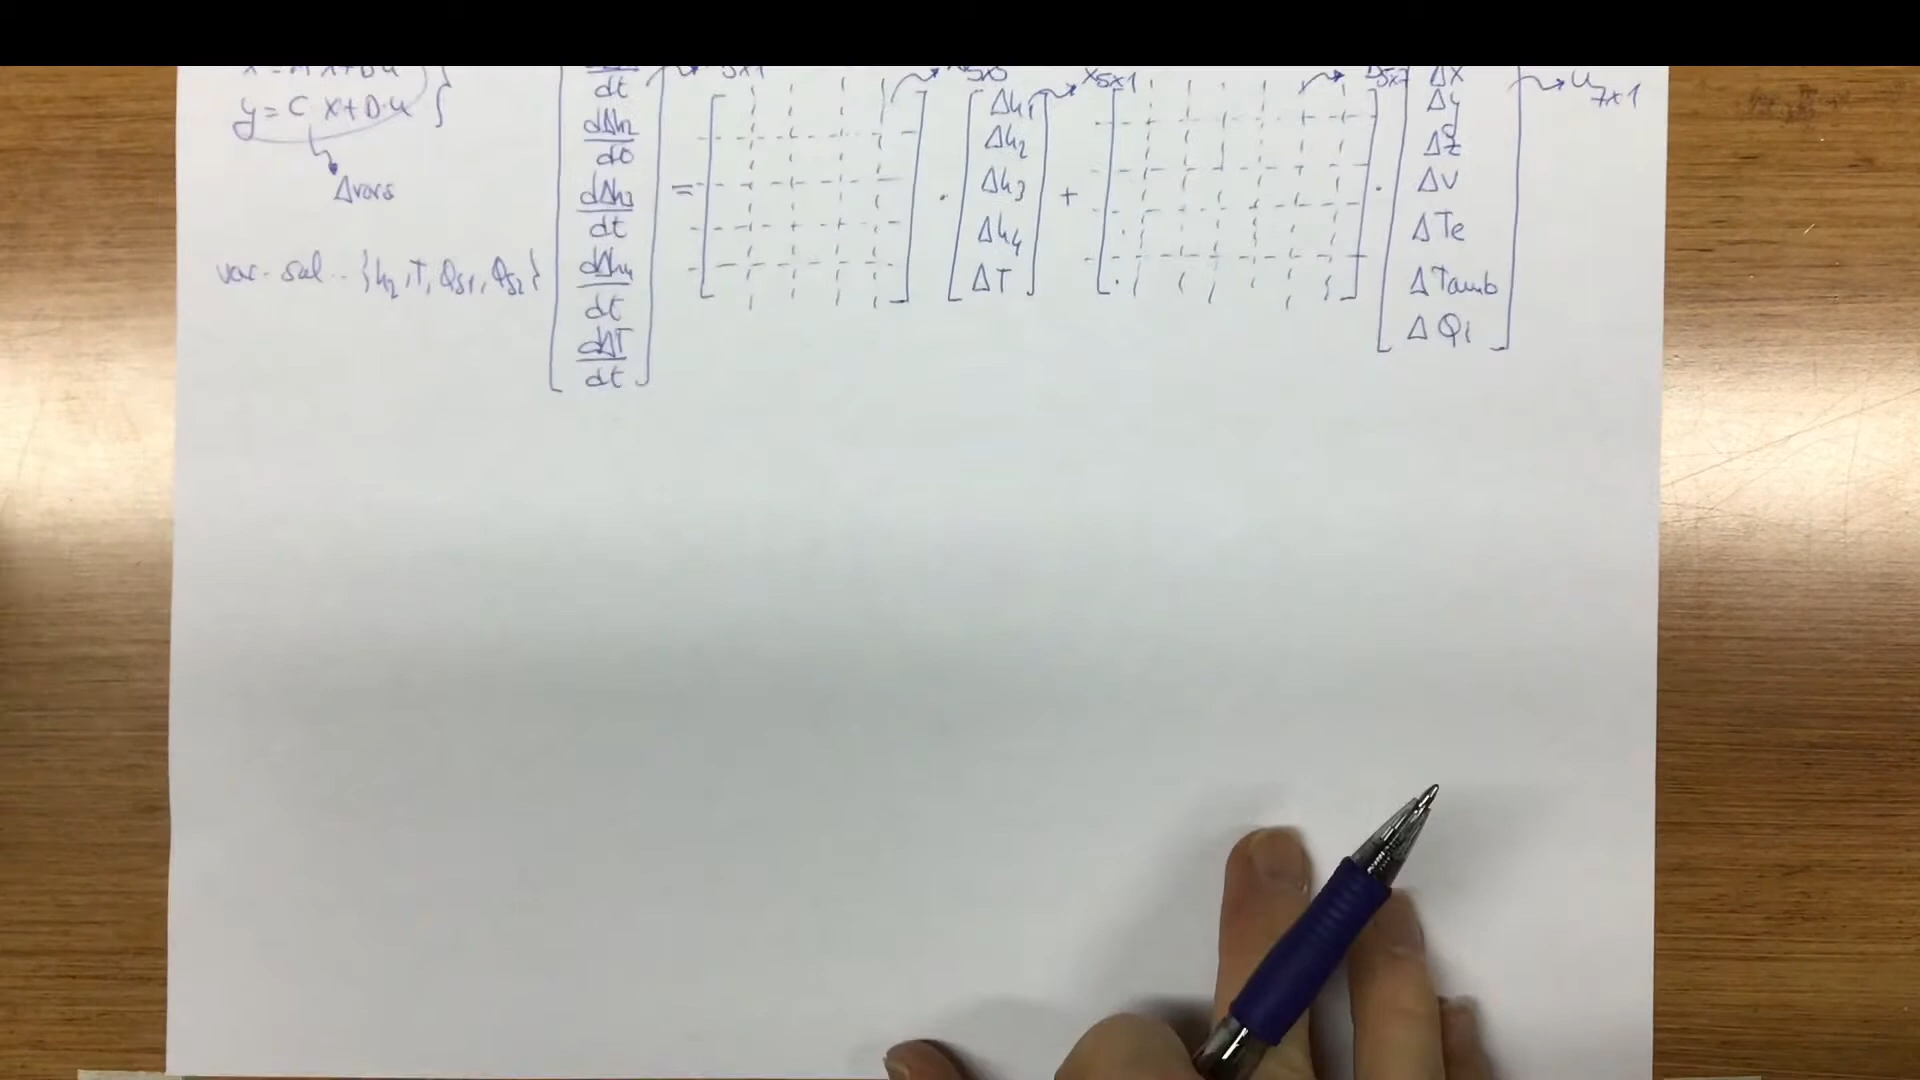 y = C x + D·u }
Δvars
var. sal .. {h2, T, Qs1, Qs2}
dt
dΔh2
dt
dΔh3
dt
dΔh4
dt
dΔT
dt
=
·
Δh1
Δh2
Δh3
Δh4
ΔT
x5x1
+
·
Δx
Δy
Δz
Δv
ΔTe
ΔTamb
ΔQi
u7x1